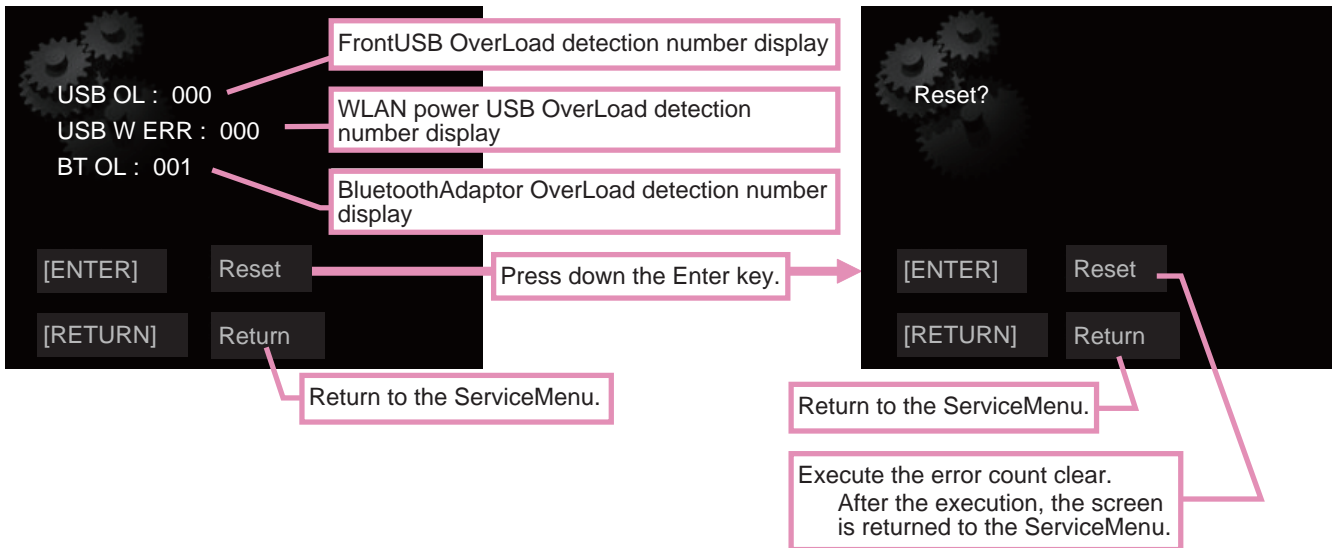 FrontUSB OverLoad detection number display
USB OL : 000
WLAN power USB OverLoad detection
number display
USB W ERR : 000
BT OL : 001
BluetoothAdaptor OverLoad detection number
display
[ENTER] Reset
Press down the Enter key.
[RETURN] Return
Return to the ServiceMenu.
Reset?
[ENTER] Reset
[RETURN] Return
Return to the ServiceMenu.
Execute the error count clear.
After the execution, the screen
is returned to the ServiceMenu.